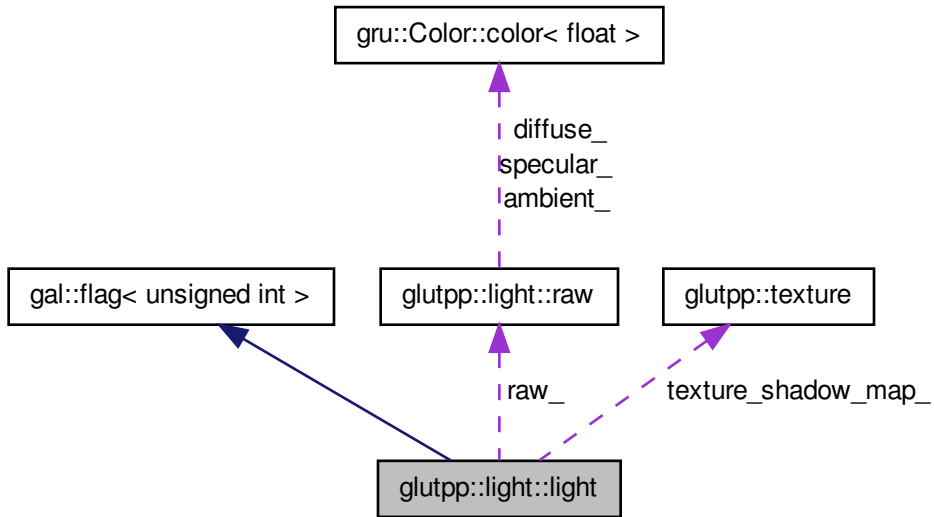 gru::Color::color< float >
diffuse_
specular_
ambient_
gal::flag< unsigned int >
glutpp::light::raw
glutpp::texture
raw_
texture_shadow_map_
glutpp::light::light